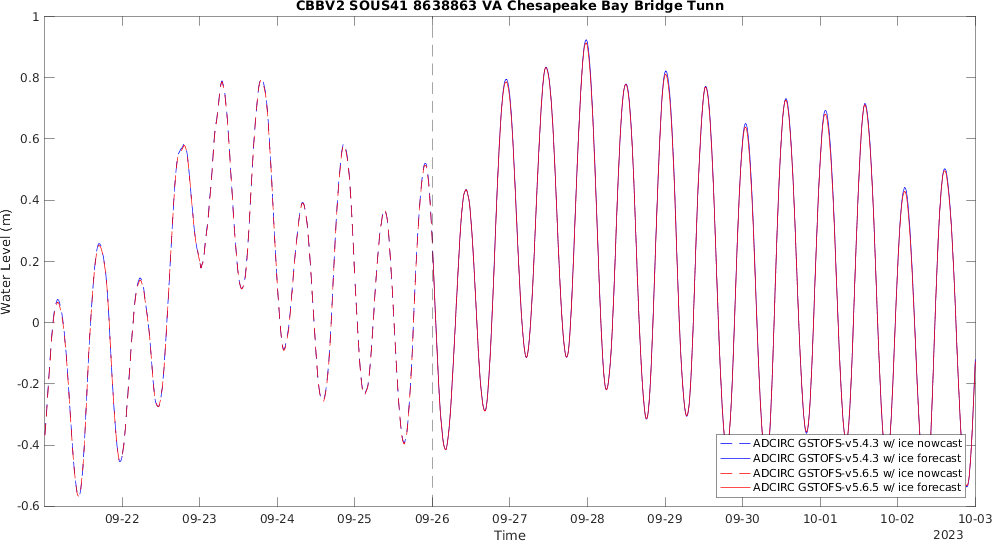 CBBV2 SOUS41 8638863 VA Chesapeake Bay Bridge Tunn
Water Level (m)
1
0.8
0.6
0.4
0.2
0
-0.2
-0.4
-0.6
ADCIRC GSTOFS-v5.4.3 w/ ice nowcast
ADCIRC GSTOFS-v5.4.3 w/ ice forecast
ADCIRC GSTOFS-v5.6.5 w/ ice nowcast
ADCIRC GSTOFS-v5.6.5 w/ ice forecast
09-22 09-23 09-24 09-25 09-26 09-27 09-28 09-29 09-30 10-01 10-02 10-03
Time
2023